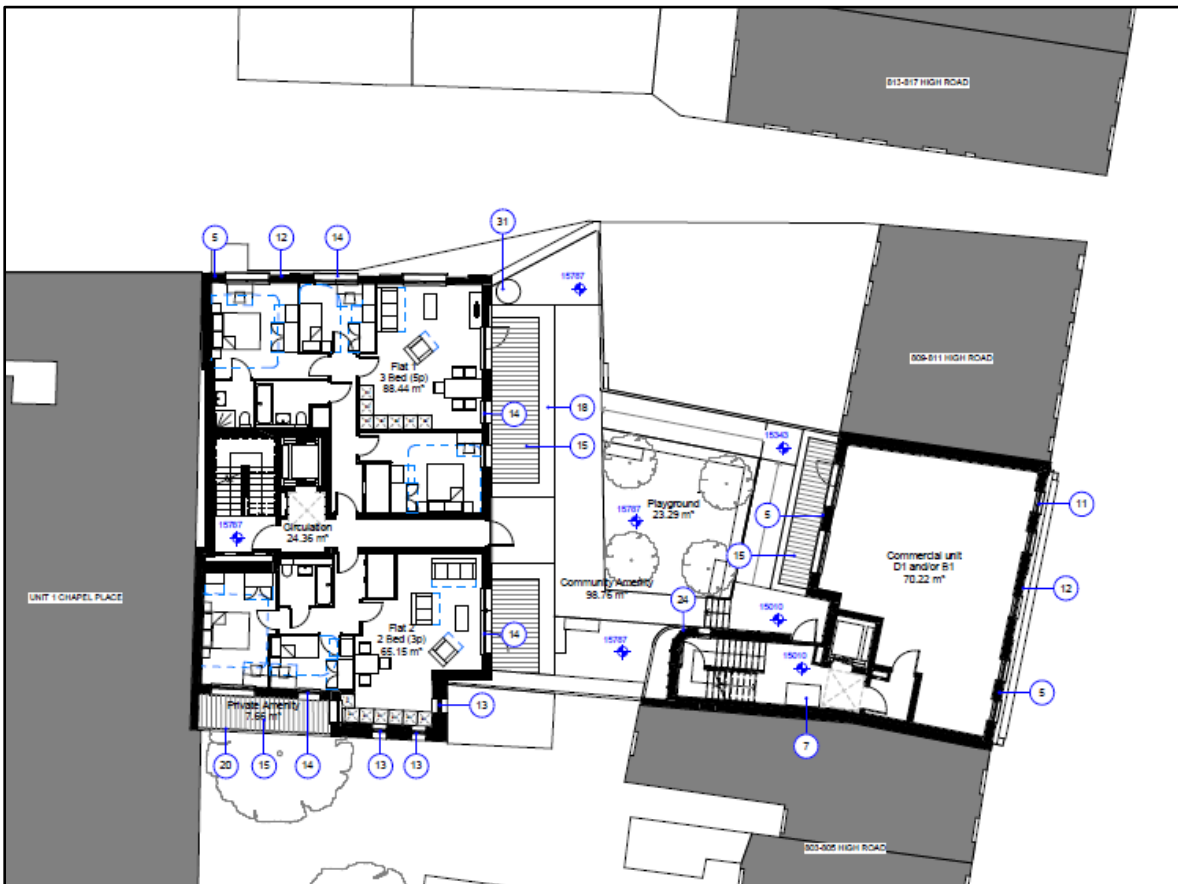 813-817 HIGH ROAD
31
5
12
14
15787
809-811 HIGH ROAD
Flat 1
3 Bed (5p)
88.44 m²
14
18
15
15343
11
Playground
23.29 m²
15787
5
15787
Circulation
24.36 m²
15
Commercial unit
D1 and/or B1
70.22 m²
Community Amenity
98.76 m²
12
UNIT 1 CHAPEL PLACE
24
15010
Flat 2
2 Bed (3p)
65.15 m²
14
15787
15010
5
Private Amenity
7.66 m²
13
7
20
15
14
13
13
803-805 HIGH ROAD